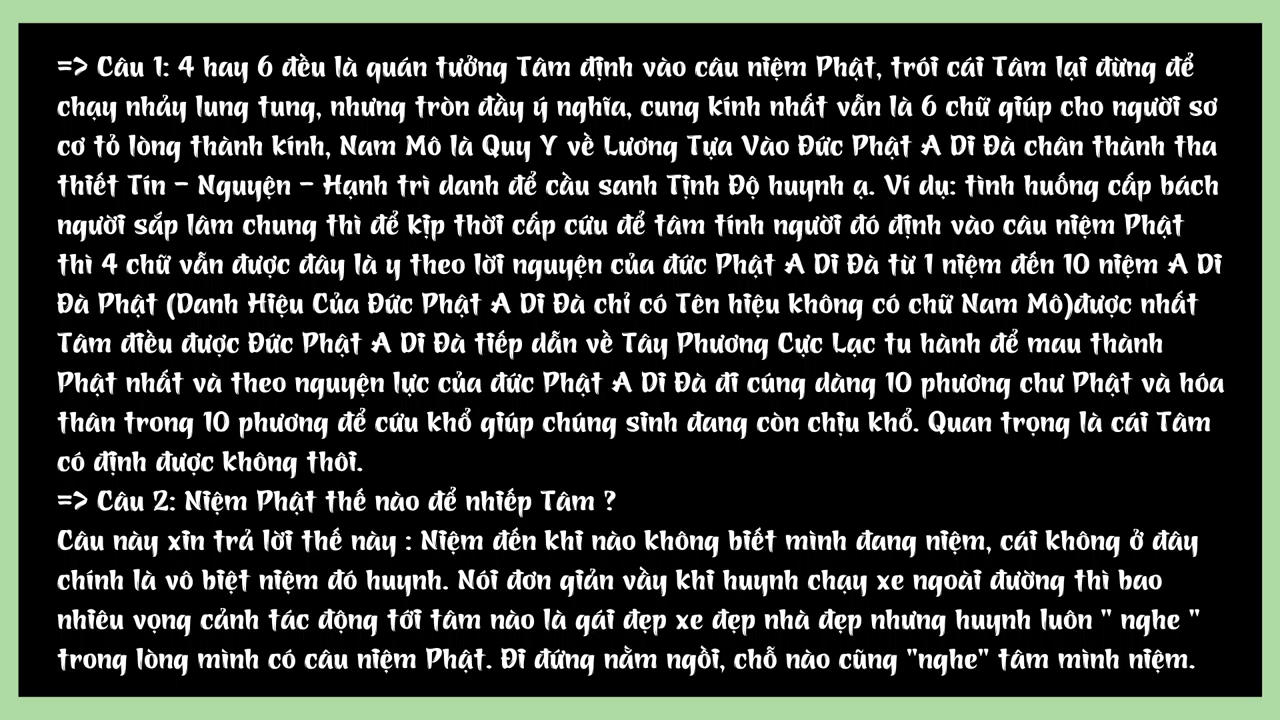 => Câu 1: 4 hay 6 đều là quán tưởng Tâm định vào câu niệm Phật, trói cái Tâm lại đừng để
chạy nhảy lung tung, nhưng tròn đầy ý nghĩa, cung kính nhất vẫn là 6 chữ giúp cho người sơ
cơ tỏ lòng thành kính, Nam Mô là Quy Y về Lương Tựa Vào Đức Phật A Di Đà chân thành tha
thiết Tín – Nguyện – Hạnh trì danh để cầu sanh Tịnh Độ huynh ạ. Ví dụ: tình huống cấp bách
người sắp lâm chung thì để kịp thời cấp cứu để tâm tính người đó định vào câu niệm Phật
thì 4 chữ vẫn được đây là y theo lời nguyện của đức Phật A Di Đà từ 1 niệm đến 10 niệm A Di
Đà Phật (Danh Hiệu Của Đức Phật A Di Đà chỉ có Tên hiệu không có chữ Nam Mô)được nhất
Tâm điều được Đức Phật A Di Đà tiếp dẫn về Tây Phương Cực Lạc tu hành để mau thành
Phật nhất và theo nguyện lực của đức Phật A Di Đà đi cúng dàng 10 phương chư Phật và hóa
thân trong 10 phương để cứu khổ giúp chúng sinh đang còn chịu khổ. Quan trọng là cái Tâm
có định được không thôi.
=> Câu 2: Niệm Phật thế nào để nhiếp Tâm ?
Câu này xin trả lời thế này : Niệm đến khi nào không biết mình đang niệm, cái không ở đây
chính là vô biệt niệm đó huynh. Nói đơn giản vầy khi huynh chạy xe ngoài đường thì bao
nhiêu vọng cảnh tác động tới tâm nào là gái đẹp xe đẹp nhà đẹp nhưng huynh luôn " nghe "
trong lòng mình có câu niệm Phật. Đi đứng nằm ngồi, chỗ nào cũng "nghe" tâm mình niệm.